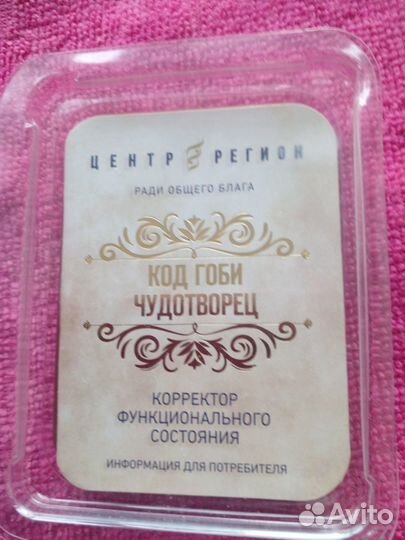 ЦЕНТР РЕГИОН
РАДИ ОБЩЕГО БЛАГА
КОД ГОБИ
ЧУДОТВОРЕЦ
КОРРЕКТОР
ФУНКЦИОНАЛЬНОГО
СОСТОЯНИЯ
ИНФОРМАЦИЯ ДЛЯ ПОТРЕБИТЕЛЯ
Avito